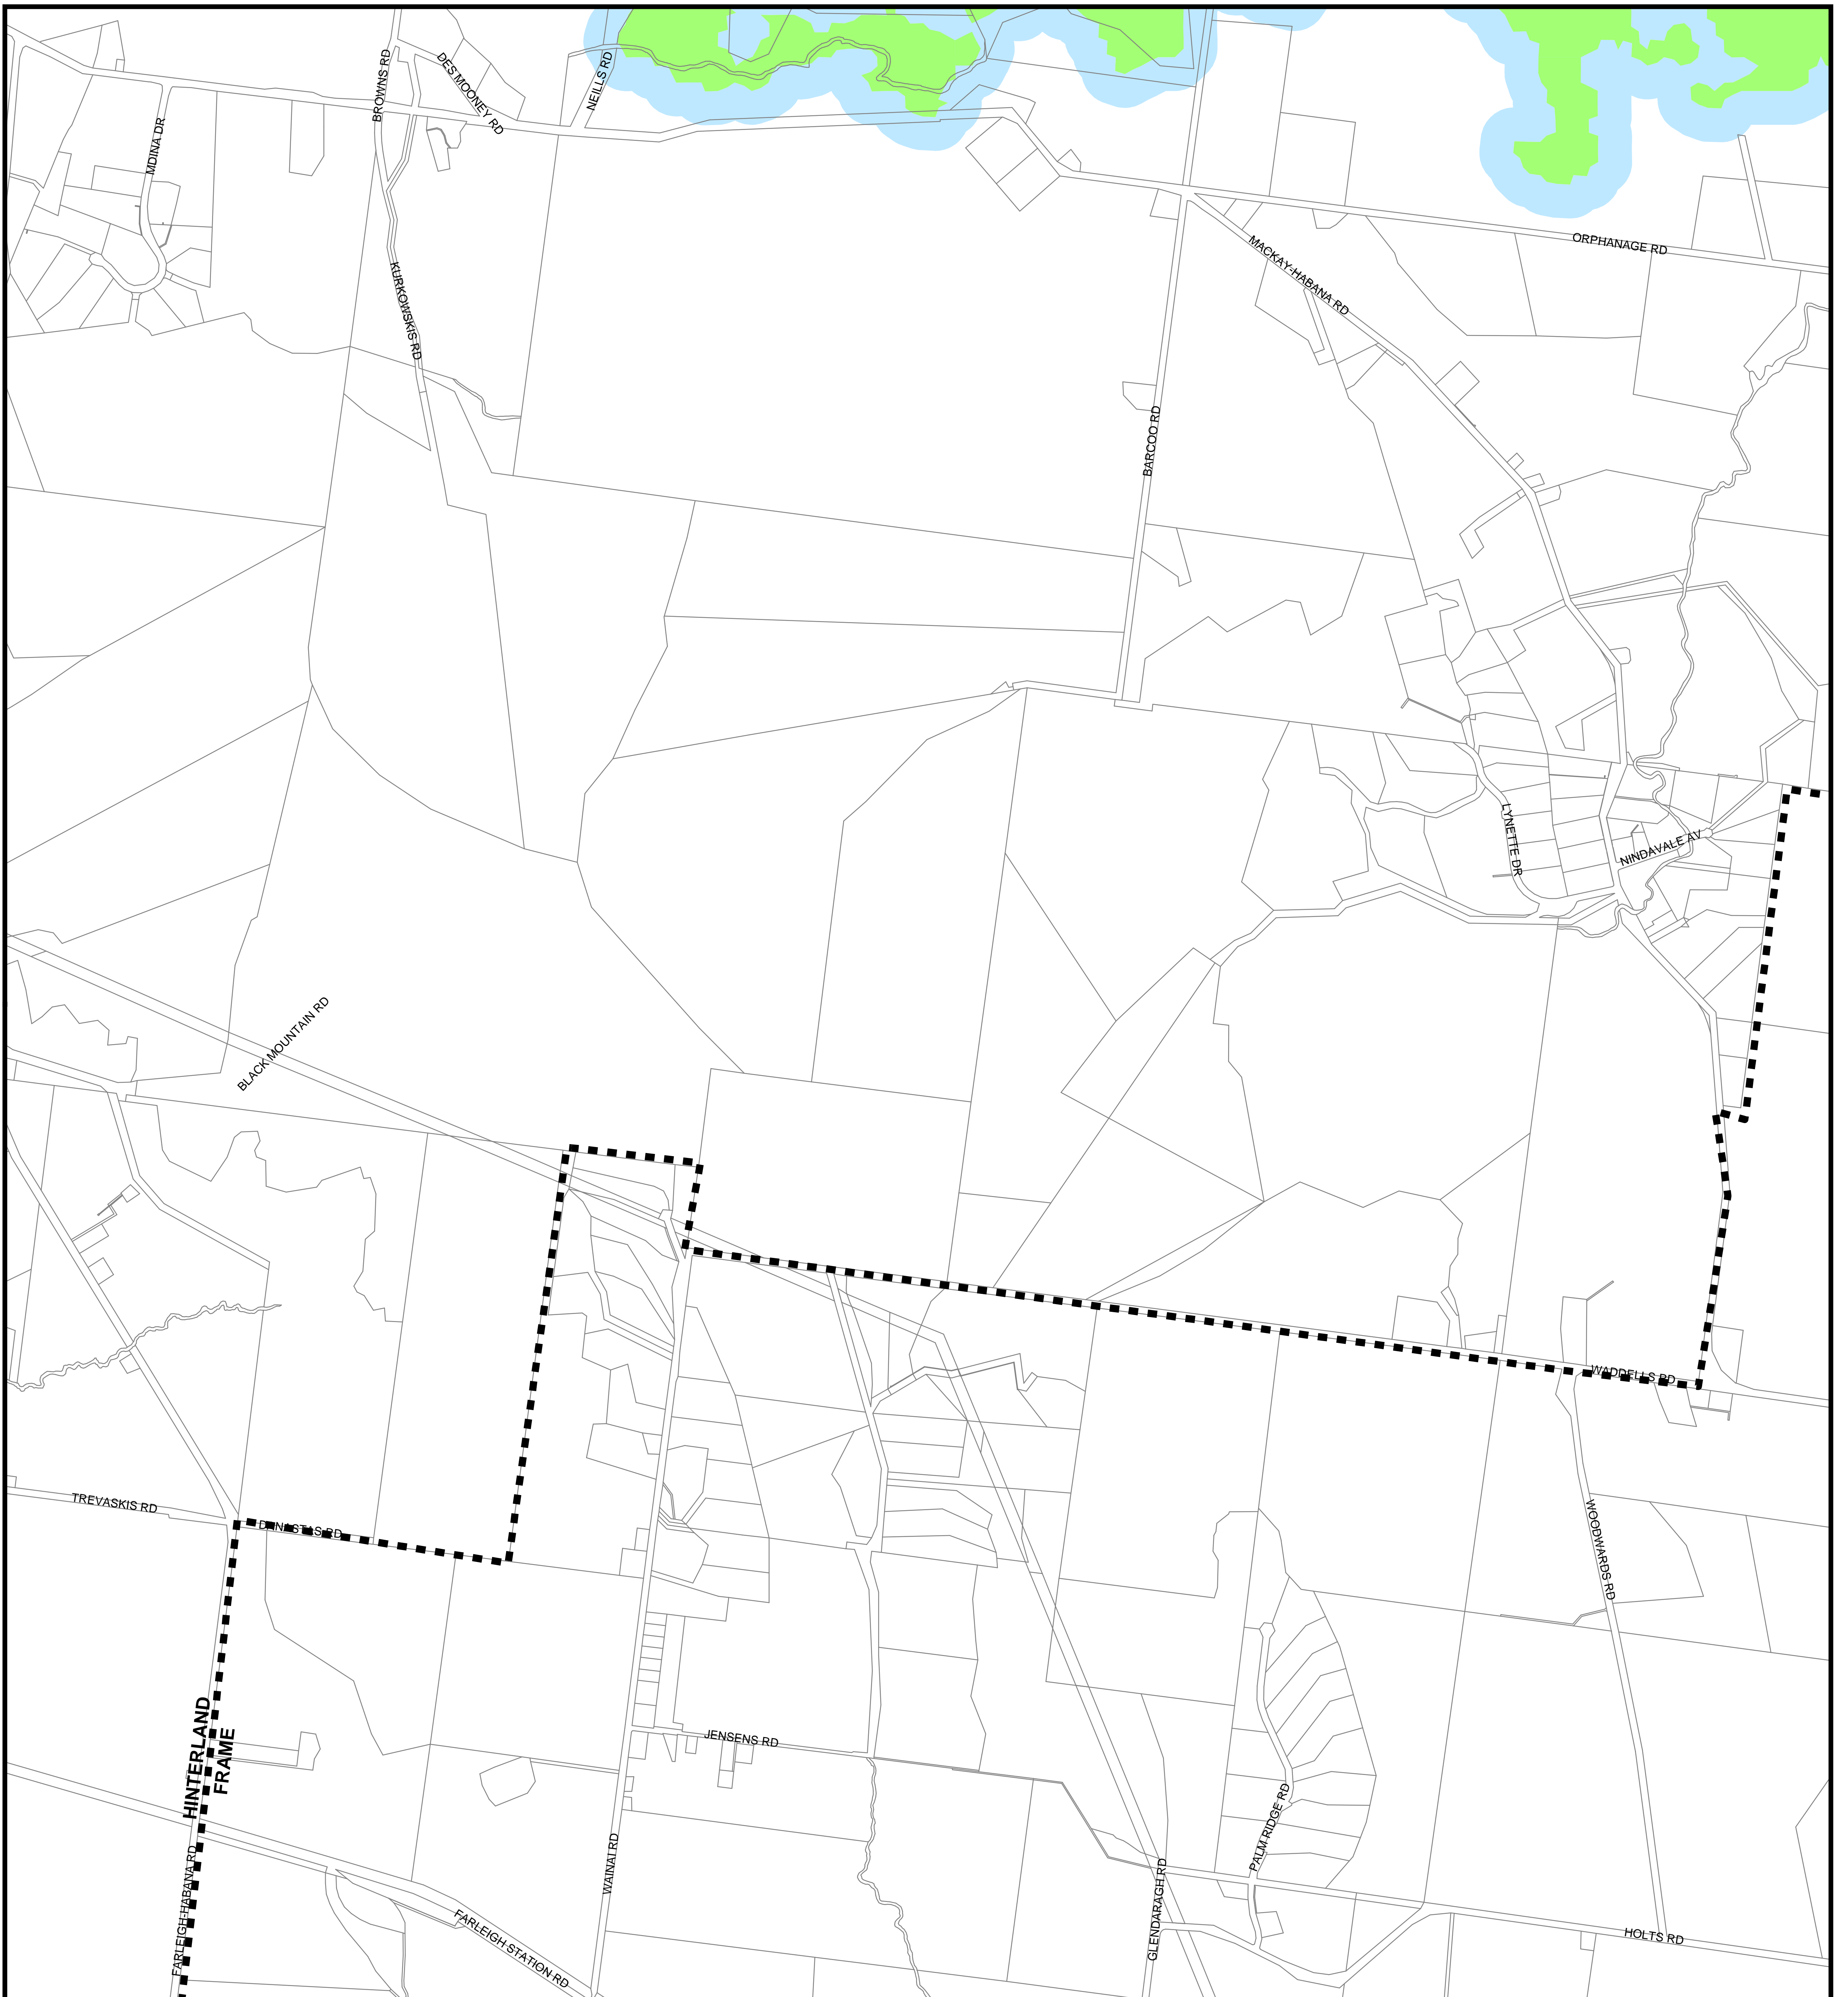 BROWNS RD
DES MOONEY RD
NEILLS RD
MDINA DR
ORPHANAGE RD
MACKAY-HABANA RD
KURKOWSKIS RD
BARCOO RD
LYNETTE DR
NINDAVALE AV
BLACK MOUNTAIN RD
WADDELLS RD
TREVASKIS RD
DUNASTAS RD
WOODWARDS RD
HINTERLAND
FRAME
JENSENS RD
PALM RIDGE RD
WAINAI RD
FARLEIGH-HABANA RD
GLENDARAGH RD
FARLEIGH STATION RD
HOLTS RD